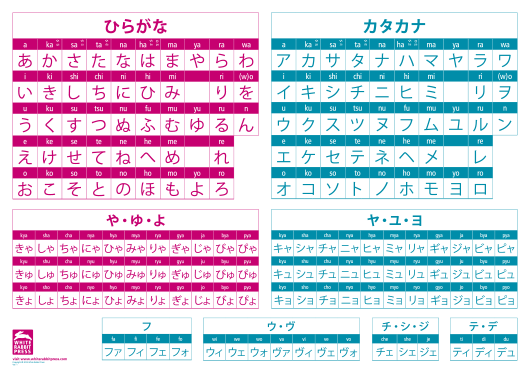 ひらがな
a ka sa ta na ha ma ya ra wa
あ か さ た な は ま や ら わ
i ki shi chi ni hi mi ri (w)o
い き し ち に ひ み り を
u ku su tsu nu fu mu yu ru n
う く す つ ぬ ふ む ゆ る ん
e ke se te ne he me re
え け せ て ね へ め れ
o ko so to no ho mo yo ro
お こ そ と の ほ も よ ろ
カタカナ
a ka sa ta na ha ma ya ra wa
ア カ サ タ ナ ハ マ ヤ ラ ワ
i ki shi chi ni hi mi ri (w)o
イ キ シ チ ニ ヒ ミ リ ヲ
u ku su tsu nu fu mu yu ru n
ウ ク ス ツ ヌ フ ム ユ ル ン
e ke se te ne he me re
エ ケ セ テ ネ ヘ メ レ
o ko so to no ho mo yo ro
オ コ ソ ト ノ ホ モ ヨ ロ
や・ゆ・よ
kya sha cha nya hya mya rya gya ja bya pya
きゃ しゃ ちゃ にゃ ひゃ みゃ りゃ ぎゃ じゃ びゃ ぴゃ
kyu shu chu nyu hyu myu ryu gyu ju byu pyu
きゅ しゅ ちゅ にゅ ひゅ みゅ りゅ ぎゅ じゅ びゅ ぴゅ
kyo sho cho nyo hyo myo ryo gyo jo byo pyo
きょ しょ ちょ にょ ひょ みょ りょ ぎょ じょ びょ ぴょ
ヤ・ユ・ヨ
kya sha cha nya hya mya rya gya ja bya pya
キャ シャ チャ ニャ ヒャ ミャ リャ ギャ ジャ ビャ ピャ
kyu shu chu nyu hyu myu ryu gyu ju byu pyu
キュ シュ チュ ニュ ヒュ ミュ リュ ギュ ジュ ビュ ピュ
kyo sho cho nyo hyo myo ryo gyo jo byo pyo
キョ ショ チョ ニョ ヒョ ミョ リョ ギョ ジョ ビョ ピョ
フ
fa fi fe fo
ファ フィ フェ フォ
ウ・ヴ
wi we wo va vi ve vo
ウィ ウェ ウォ ヴァ ヴィ ヴェ ヴォ
チ・シ・ジ
che she je
チェ シェ ジェ
テ・デ
ti di du
ティ ディ デュ
WHITE
RABBIT
PRESS
visit www.whiterabbitpress.com